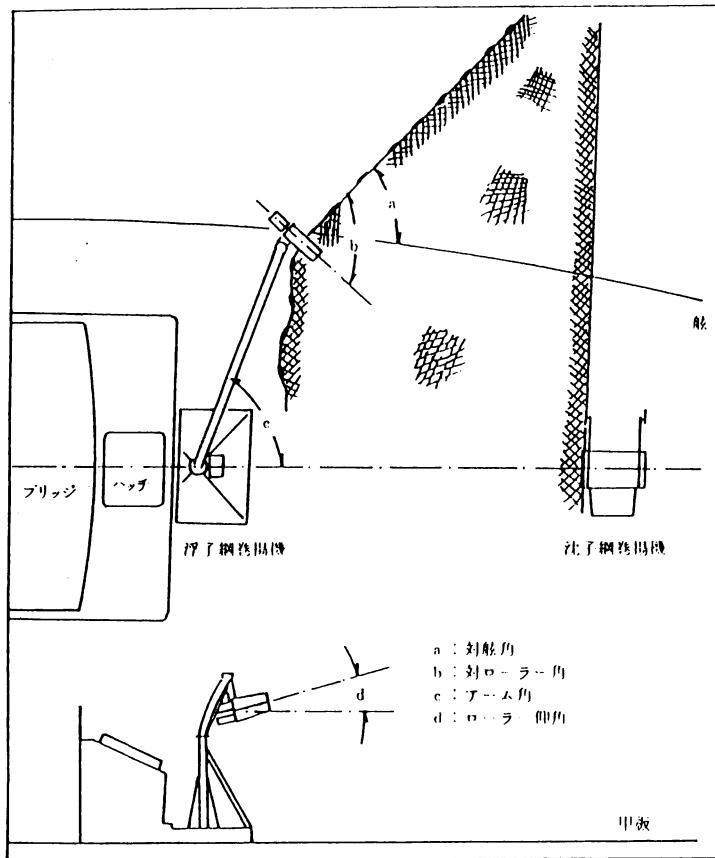 a
b
舷
c
ブリッジ
ハッチ
浮子綱巻揚機
沈子綱巻揚機
a：対舷角
b：対ローラー角
c：アーム角
d：ローラー仰角
d
甲板